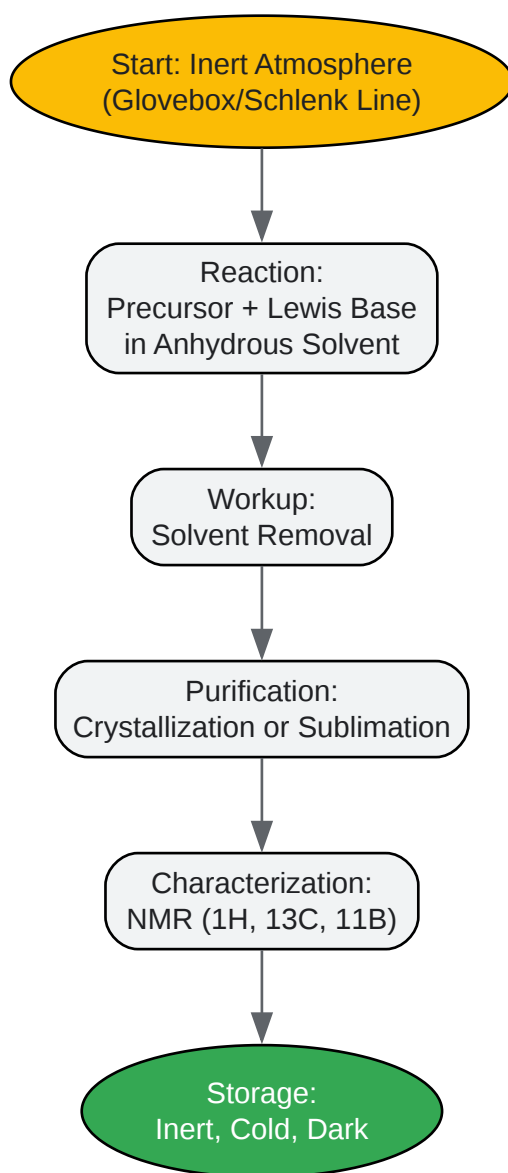 Start: Inert Atmosphere
(Glovebox/Schlenk Line)
Reaction:
Precursor + Lewis Base
in Anhydrous Solvent
Workup:
Solvent Removal
Purification:
Crystallization or Sublimation
Characterization:
NMR (1H, 13C, 11B)
Storage:
Inert, Cold, Dark